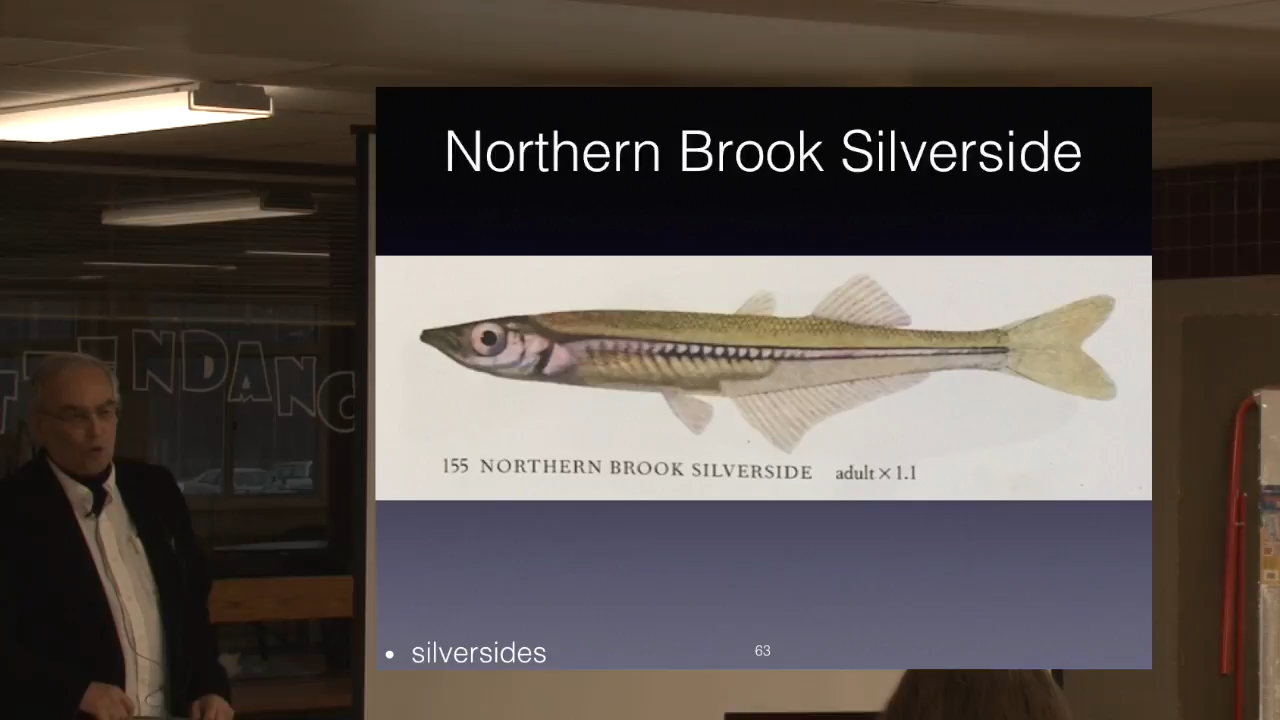 Northern Brook Silverside
155 NORTHERN BROOK SILVERSIDE adult × 1.1
• silversides
63